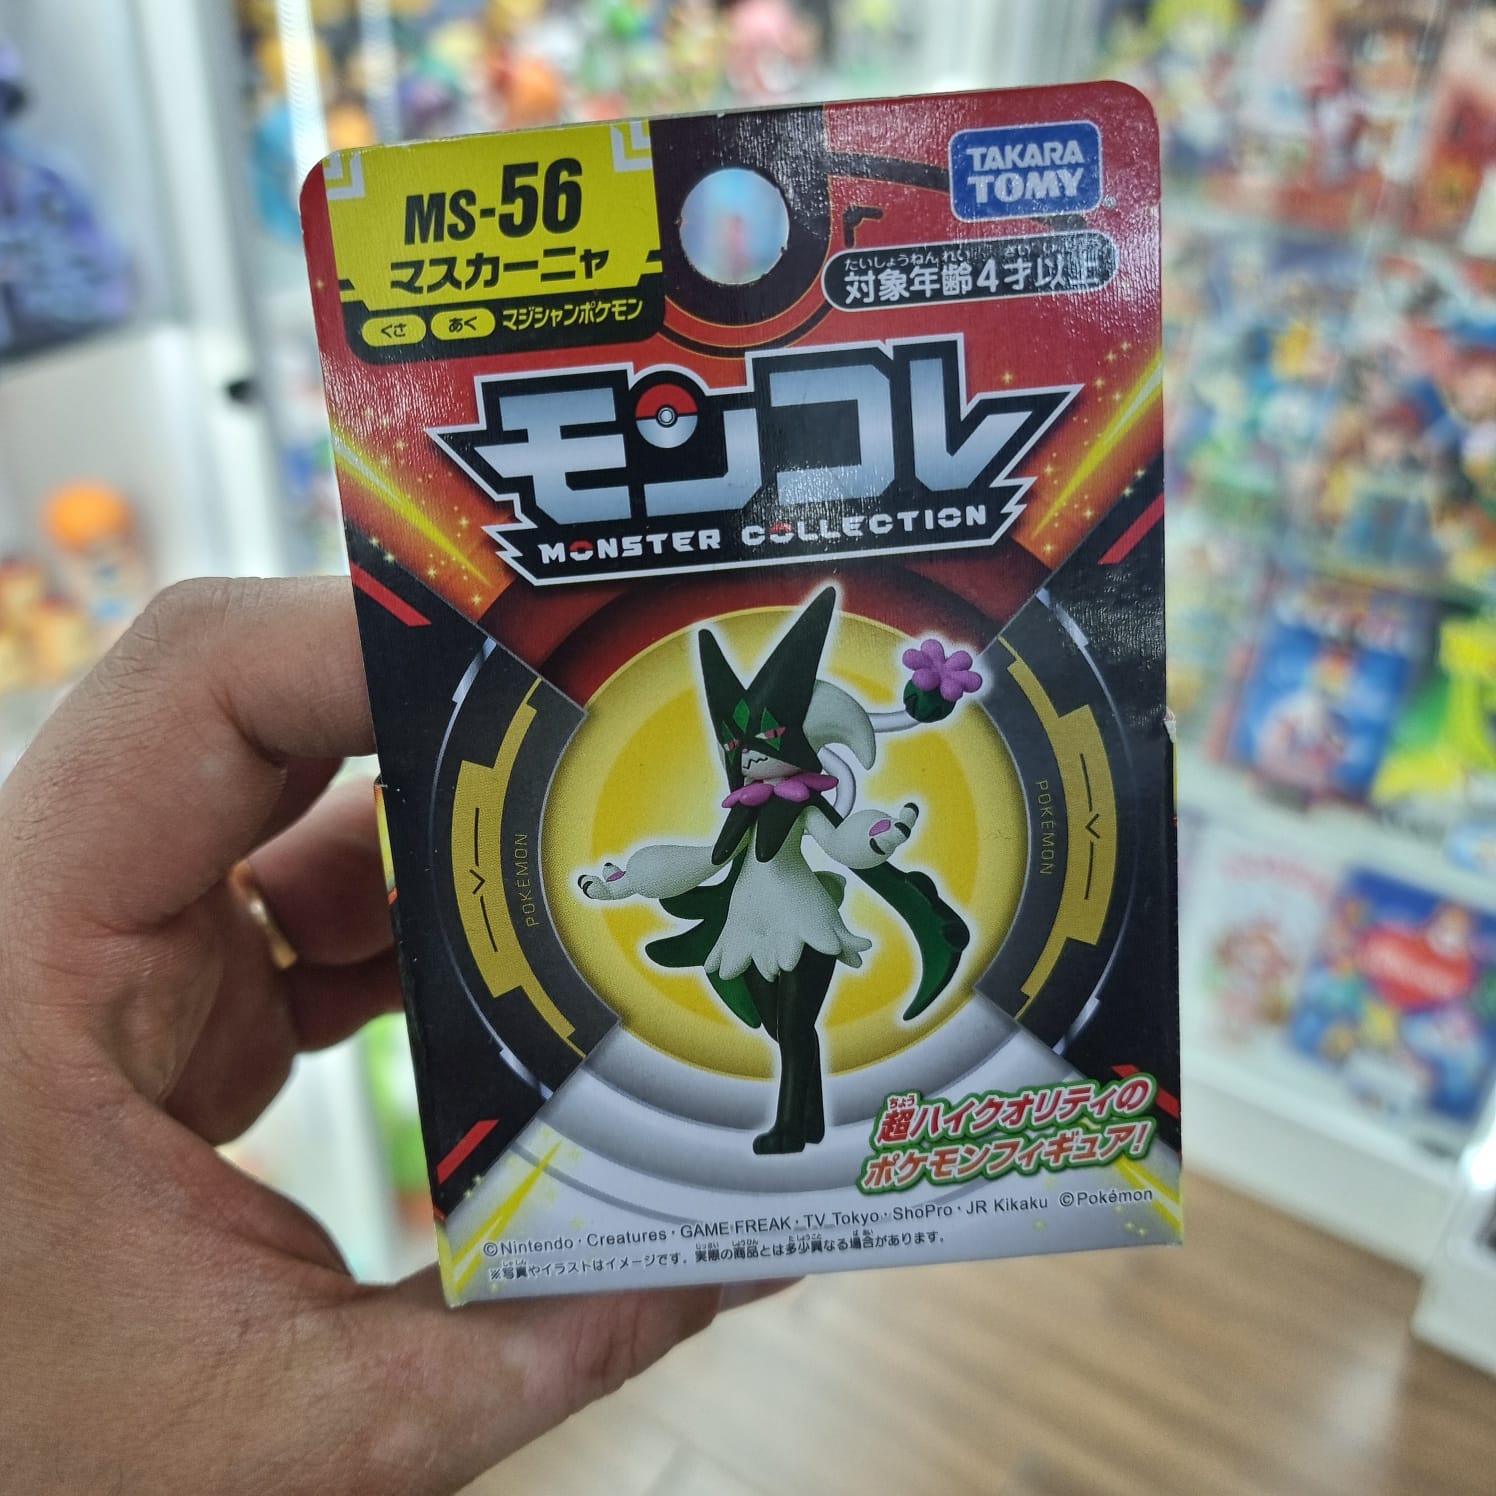 MS-56
マスカーニャ
くさ あく マジシャンポケモン
TAKARA
TOMY
たいしょうねんれい さい いじょう
対象年齢4才以上
モンコレ
MONSTER COLLECTION
POKÉMON
POKÉMON
ちょう
超ハイクオリティの
ポケモンフィギュア!
©Nintendo・Creatures・GAME FREAK・TV Tokyo・ShoPro・JR Kikaku ©Pokémon
※写真やイラストはイメージです。実際の商品とは多少異なる場合があります。